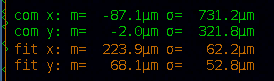 com x: m= -87.1µm σ= 731.2µm
com y: m= -2.0µm σ= 321.8µm
fit x: m= 223.9µm σ= 62.2µm
fit y: m= 68.1µm σ= 52.8µm